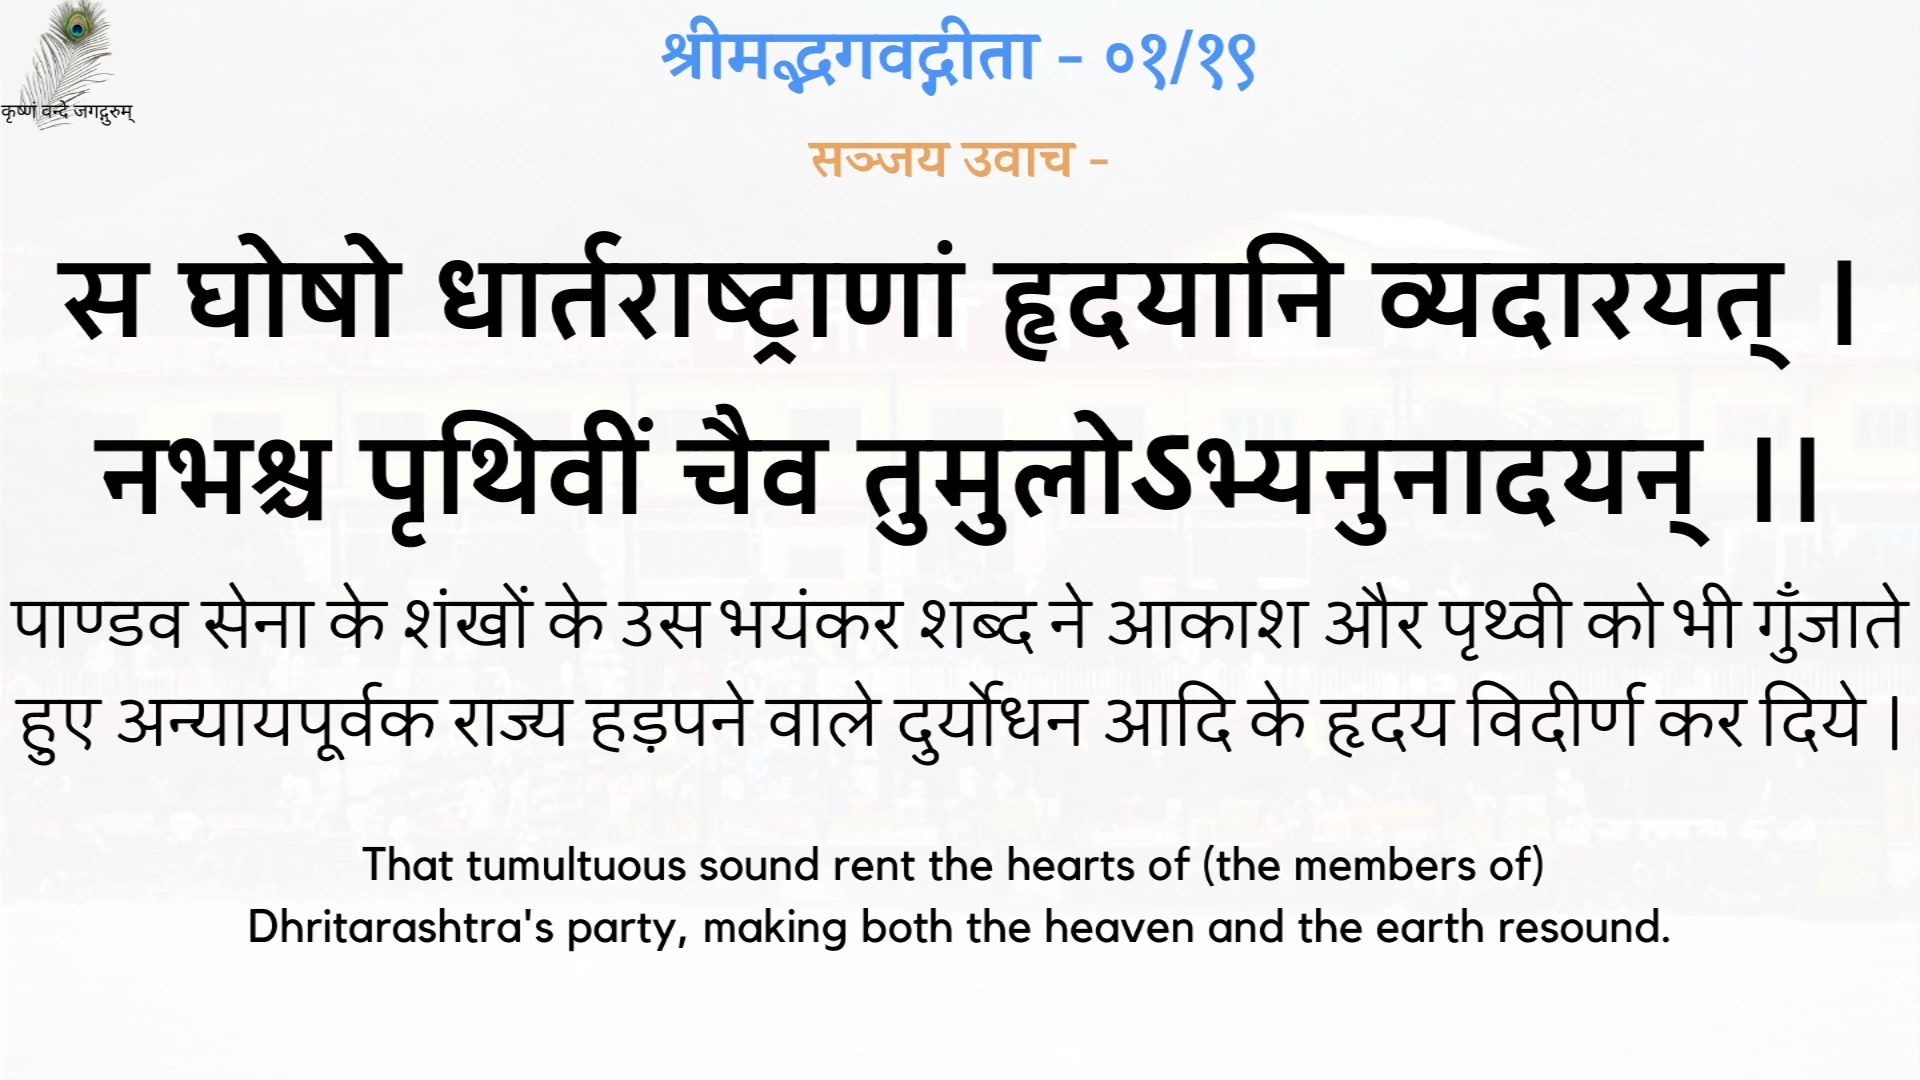 कृष्णं वन्दे जगद्गुरुम्
श्रीमद्भगवद्गीता - ०१/१९
सञ्जय उवाच -
स घोषो धार्तराष्ट्राणां हृदयानि व्यदारयत् ।
नभश्च पृथिवीं चैव तुमुलोऽभ्यनुनादयन् ।।
पाण्डव सेना के शंखों के उस भयंकर शब्द ने आकाश और पृथ्वी को भी गुँजाते
हुए अन्यायपूर्वक राज्य हड़पने वाले दुर्योधन आदि के हृदय विदीर्ण कर दिये ।
That tumultuous sound rent the hearts of (the members of)
Dhritarashtra's party, making both the heaven and the earth resound.